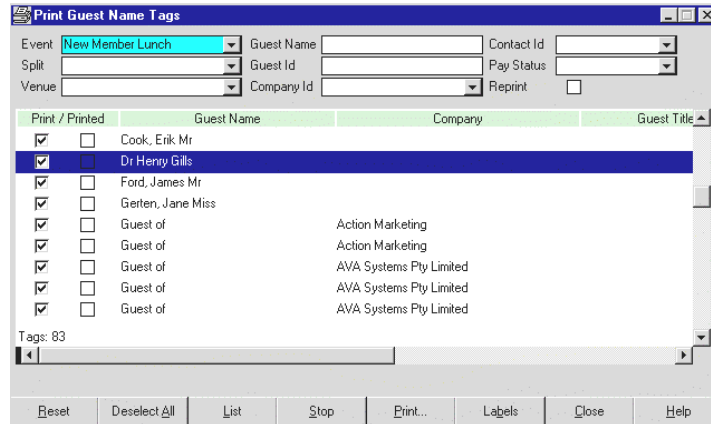 Print Guest Name Tags
Event New Member Lunch Guest Name Contact Id
Split Guest Id Pay Status
Venue Company Id Reprint
Print / Printed Guest Name Company Guest Title
Cook, Erik Mr
Dr Henry Gills
Ford, James Mr
Gerten, Jane Miss
Guest of Action Marketing
Guest of Action Marketing
Guest of AVA Systems Pty Limited
Guest of AVA Systems Pty Limited
Guest of AVA Systems Pty Limited
Tags: 83
Reset Deselect All List Stop Print... Labels Close Help